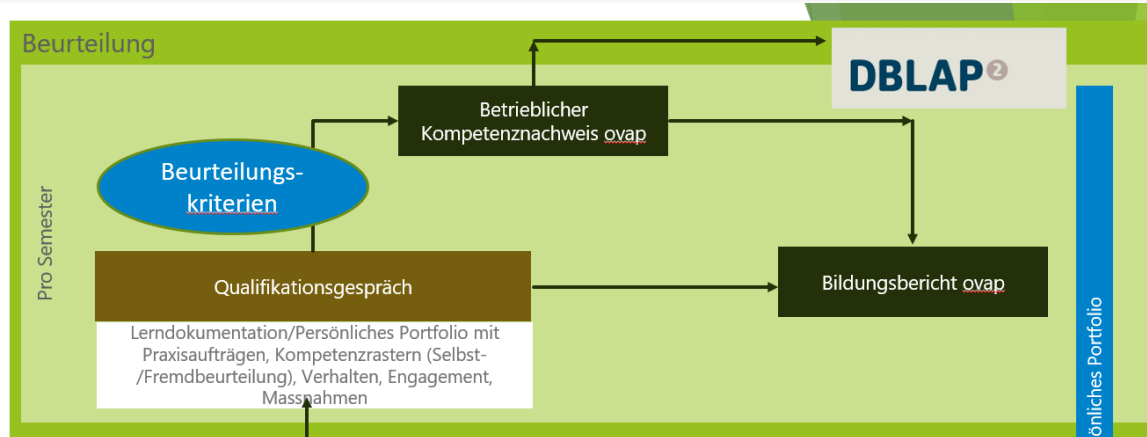 Beurteilung
DBLAP2
Betrieblicher
Kompetenznachweis ovap
Beurteilungs-
kriterien
Pro Semester
Qualifikationsgespräch
Bildungsbericht ovap
Lerndokumentation/Persönliches Portfolio mit
Praxisaufträgen, Kompetenzrastern (Selbst-
/Fremdbeurteilung), Verhalten, Engagement,
Massnahmen
önliches Portfolio